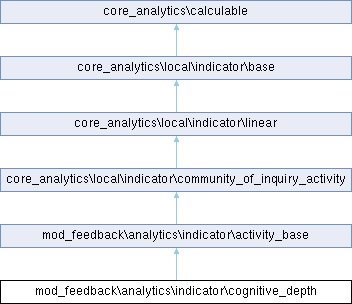 core_analytics\calculable
core_analytics\local\indicator\base
core_analytics\local\indicator\linear
core_analytics\local\indicator\community_of_inquiry_activity
mod_feedback\analytics\indicator\activity_base
mod_feedback\analytics\indicator\cognitive_depth